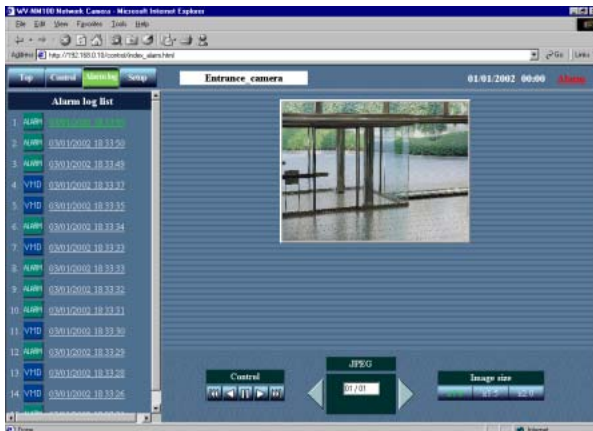 WV-NM100 Network Camera - Microsoft Internet Explorer
File Edit View Favorites Tools Help
Address http://192.168.0.10/control/index_alarm.html Go Links
Top Control Alarm log Setup Entrance_camera 01/01/2002 00:00 Alarm
Alarm log list
1 ALARM
2 ALARM 03/01/2002 18:33:50
3 ALARM 03/01/2002 18:33:49
4 VMD 03/01/2002 18:33:37
5 VMD 03/01/2002 18:33:35
6 ALARM 03/01/2002 18:33:34
7 VMD 03/01/2002 18:33:33
8 ALARM 03/01/2002 18:33:33
9 ALARM 03/01/2002 18:33:32
10 ALARM 03/01/2002 18:33:31
11 VMD 03/01/2002 18:33:30
12 ALARM 03/01/2002 18:33:29
13 VMD 03/01/2002 18:33:28
14 VMD 03/01/2002 18:33:26
Control
JPEG
01/01
Image size
x1.5 x2.0
Done Internet